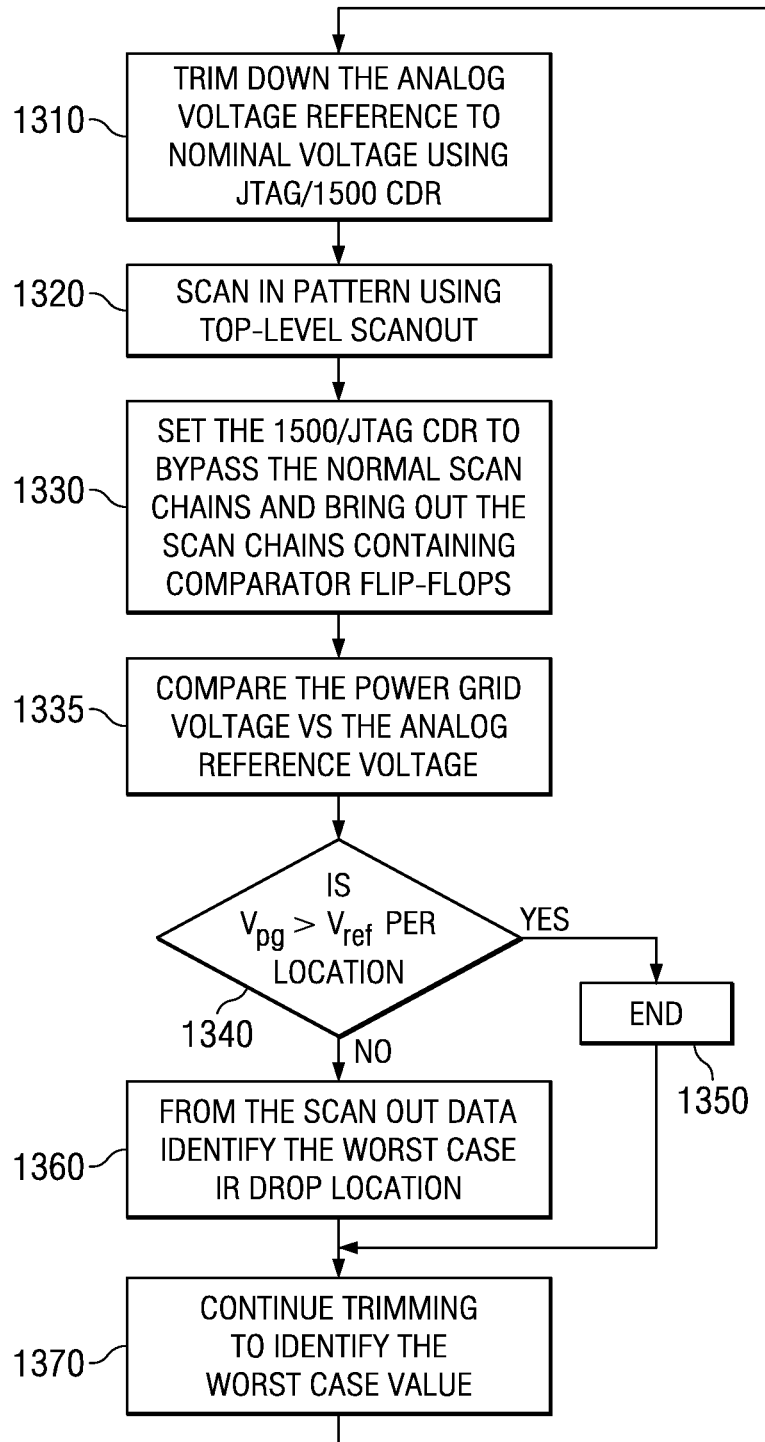 1310
TRIM DOWN THE ANALOG
VOLTAGE REFERENCE TO
NOMINAL VOLTAGE USING
JTAG/1500 CDR
1320
SCAN IN PATTERN USING
TOP-LEVEL SCANOUT
1330
SET THE 1500/JTAG CDR TO
BYPASS THE NORMAL SCAN
CHAINS AND BRING OUT THE
SCAN CHAINS CONTAINING
COMPARATOR FLIP-FLOPS
1335
COMPARE THE POWER GRID
VOLTAGE VS THE ANALOG
REFERENCE VOLTAGE
IS
Vpg > Vref PER
LOCATION
1340
YES
NO
END
1350
1360
FROM THE SCAN OUT DATA
IDENTIFY THE WORST CASE
IR DROP LOCATION
1370
CONTINUE TRIMMING
TO IDENTIFY THE
WORST CASE VALUE